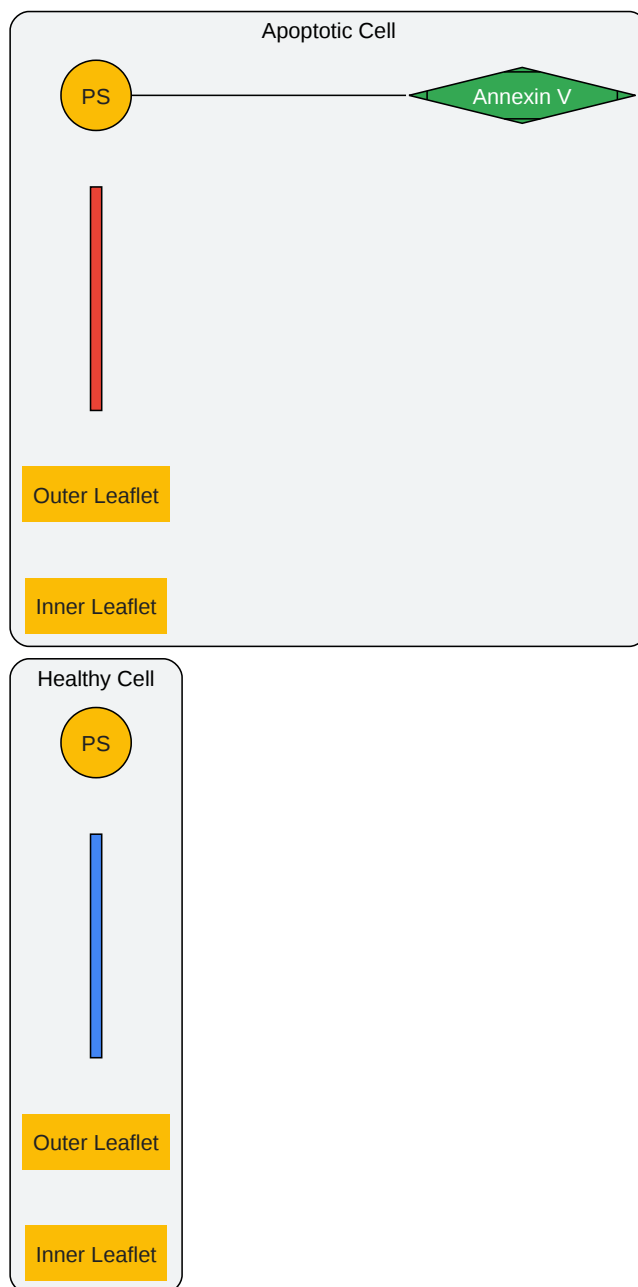 Apoptotic Cell
PS
Annexin V
Outer Leaflet
Inner Leaflet
Healthy Cell
PS
Outer Leaflet
Inner Leaflet